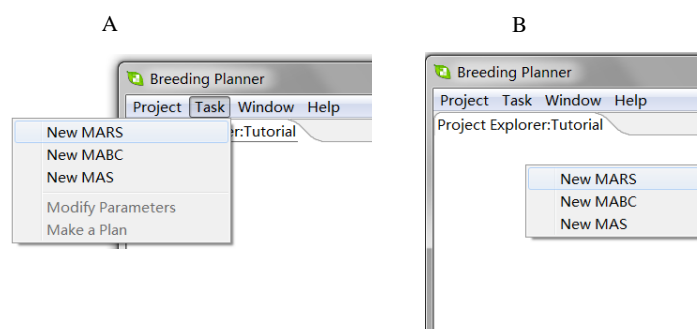 A
Breeding Planner
Project Task Window Help
r:Tutorial
New MARS
New MABC
New MAS
Modify Parameters
Make a Plan
B
Breeding Planner
Project Task Window Help
Project Explorer:Tutorial
New MARS
New MABC
New MAS